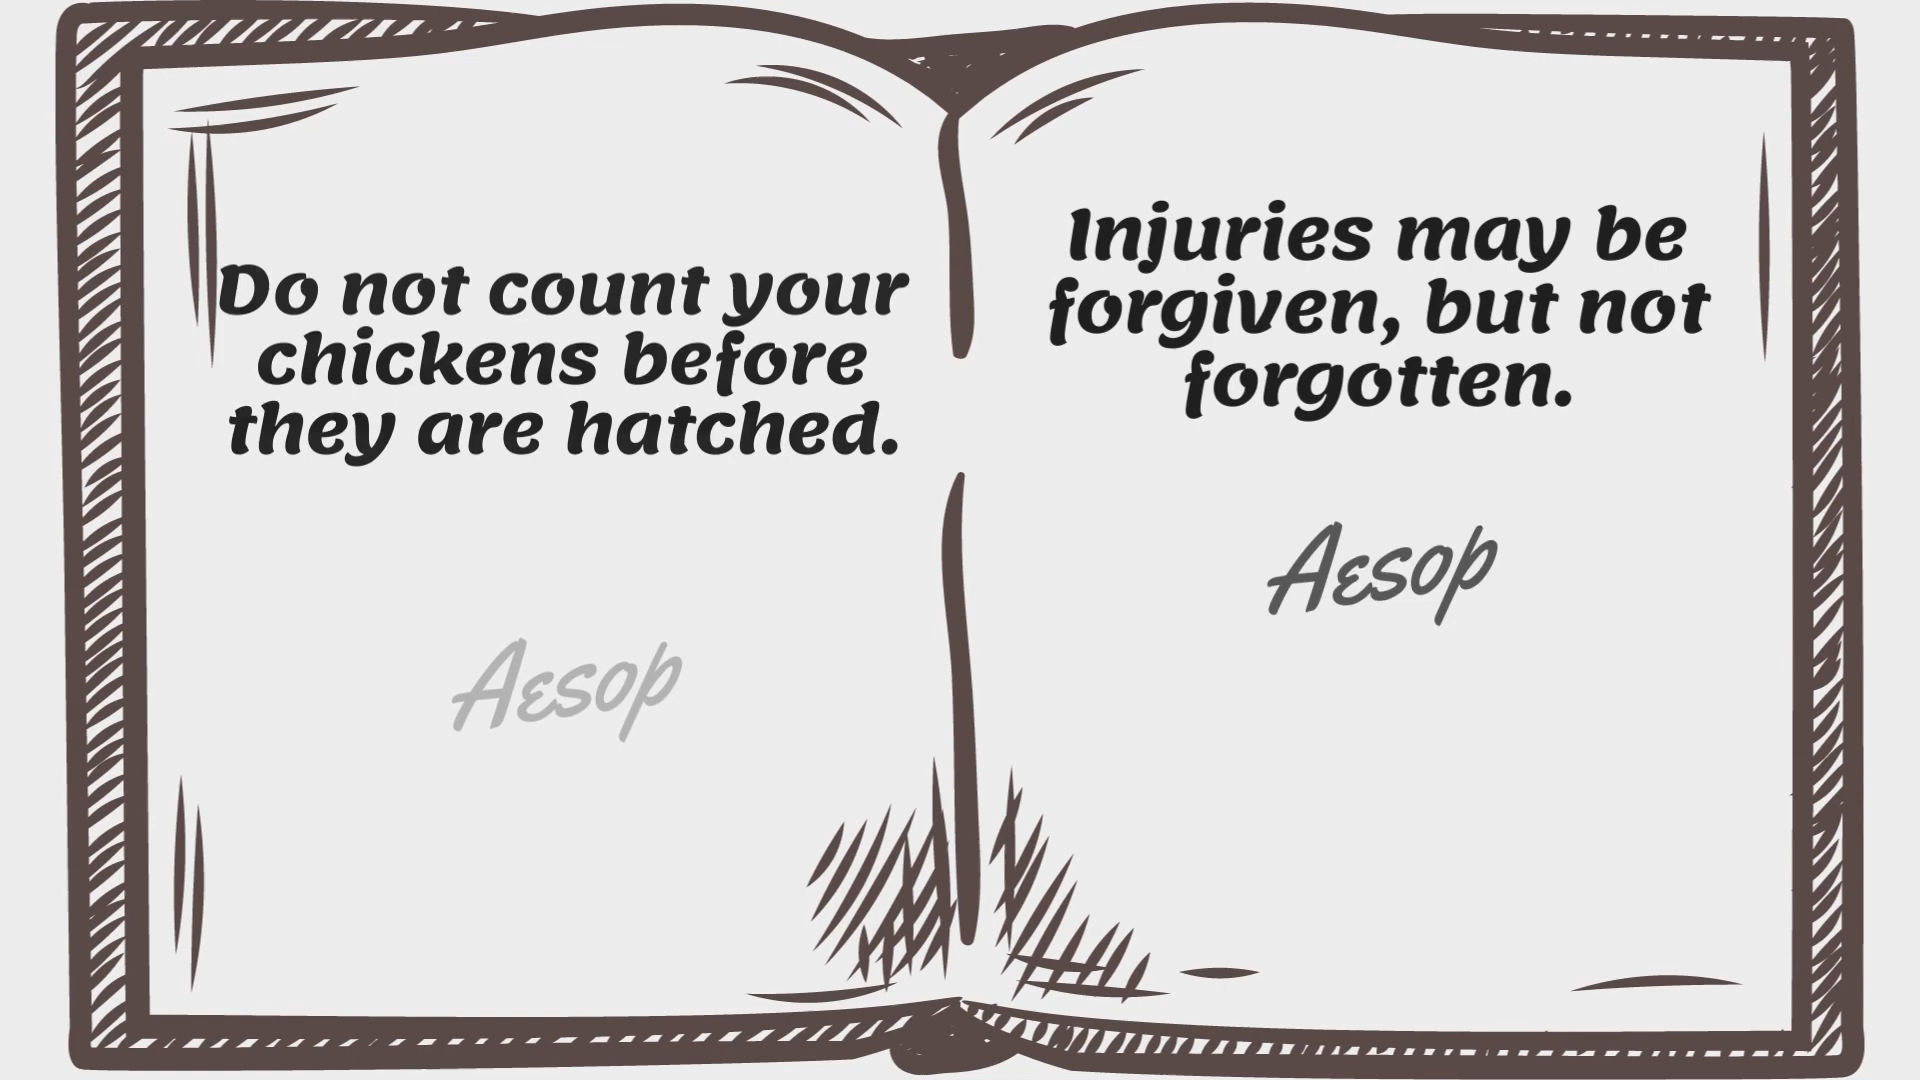 Do not count your
chickens before
they are hatched.
Aesop
Injuries may be
forgiven, but not
forgotten.
Aesop